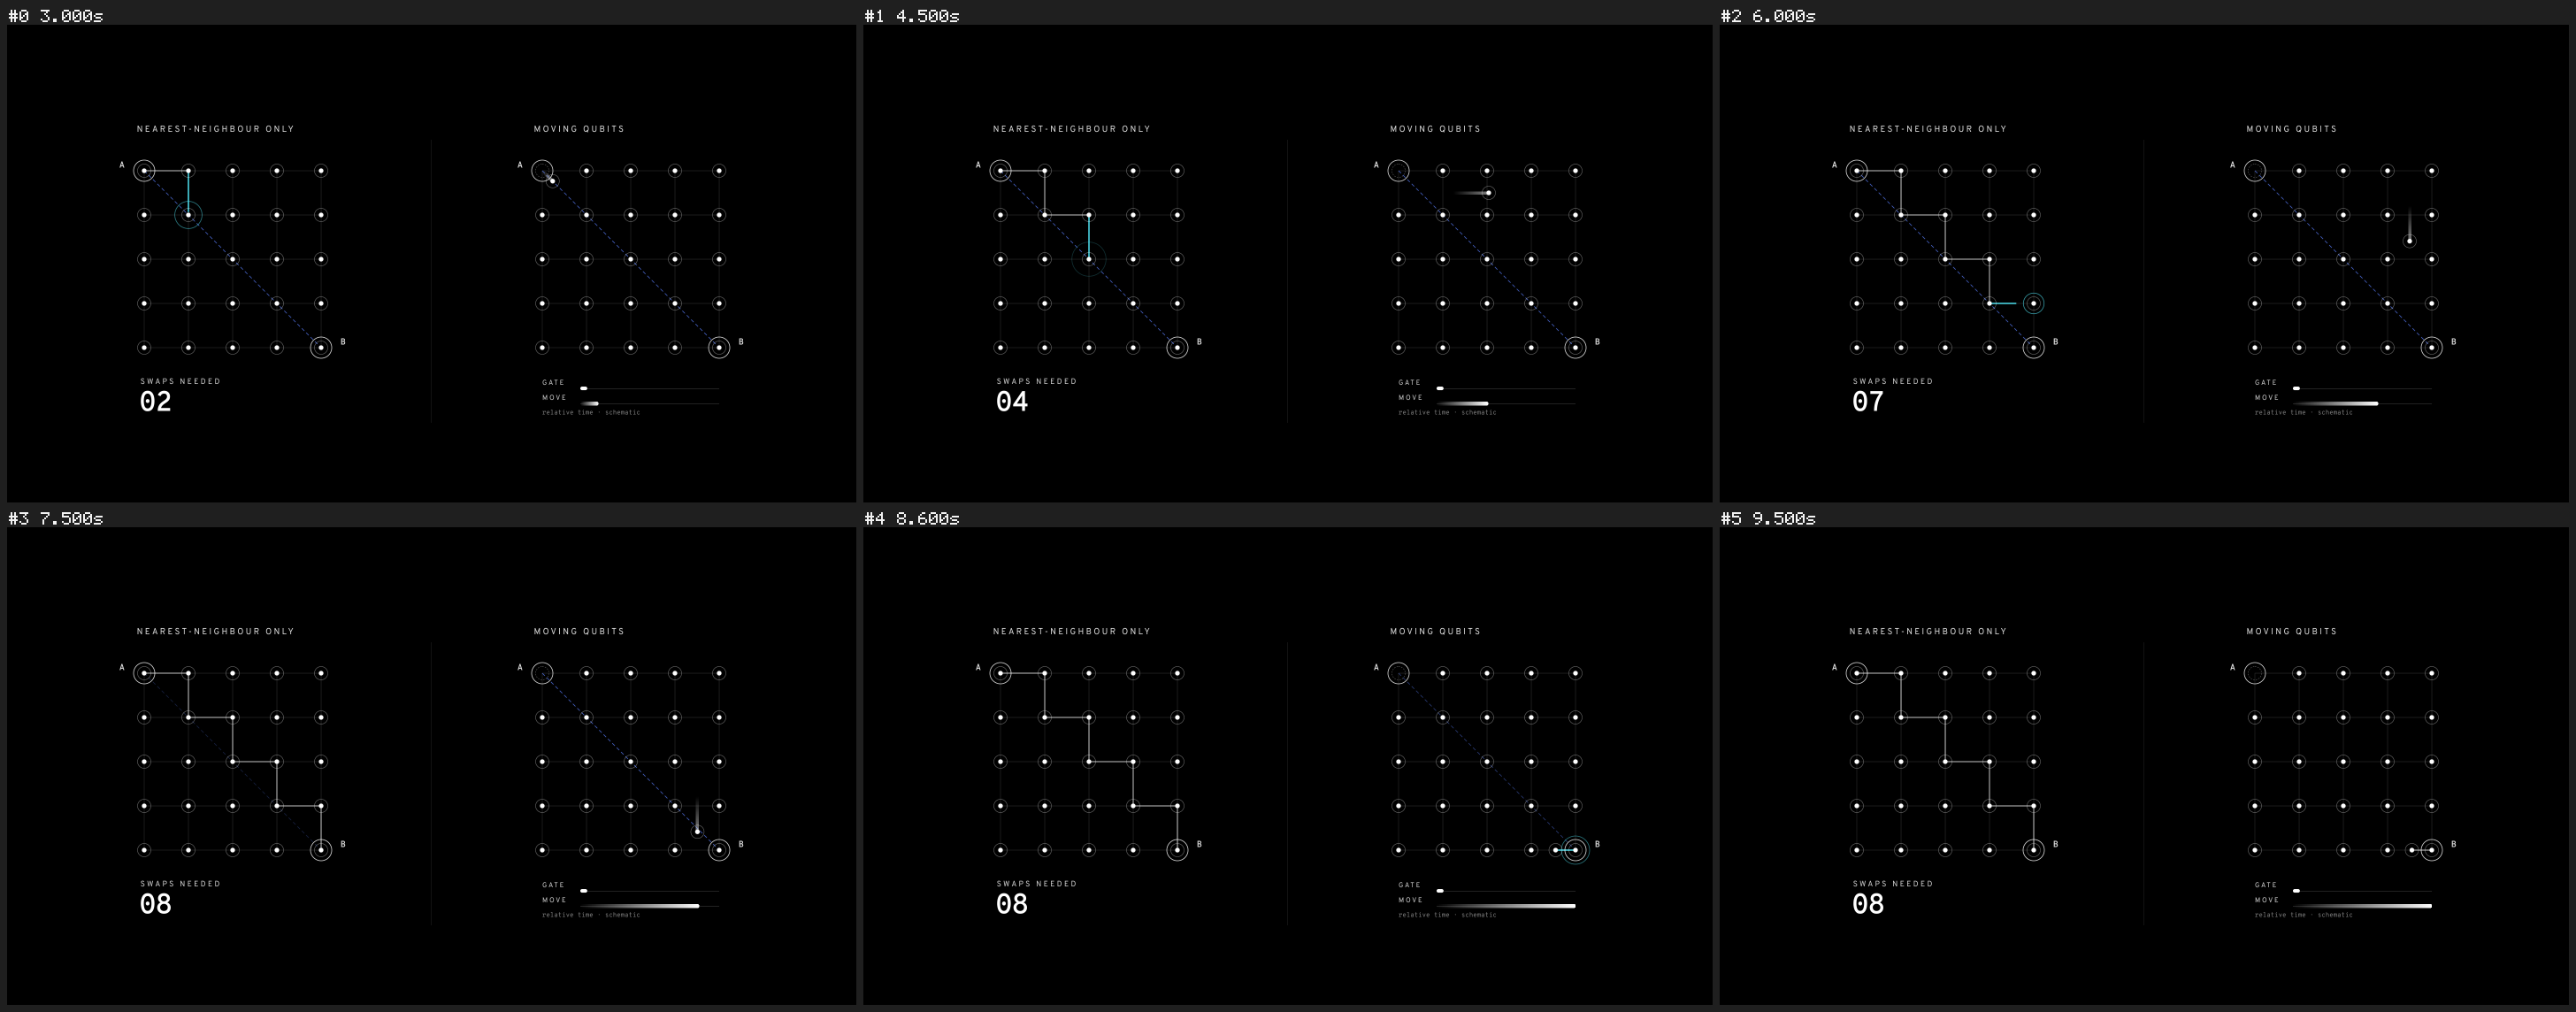 #0 3.000s
NEAREST-NEIGHBOUR ONLY
MOVING QUBITS
A
A
B
B
SWAPS NEEDED
02
GATE
MOVE
relative time · schematic
#1 4.500s
NEAREST-NEIGHBOUR ONLY
MOVING QUBITS
A
A
B
B
SWAPS NEEDED
04
GATE
MOVE
relative time · schematic
#2 6.000s
NEAREST-NEIGHBOUR ONLY
MOVING QUBITS
A
A
B
B
SWAPS NEEDED
07
GATE
MOVE
relative time · schematic
#3 7.500s
NEAREST-NEIGHBOUR ONLY
MOVING QUBITS
A
A
B
B
SWAPS NEEDED
08
GATE
MOVE
relative time · schematic
#4 8.600s
NEAREST-NEIGHBOUR ONLY
MOVING QUBITS
A
A
B
B
SWAPS NEEDED
08
GATE
MOVE
relative time · schematic
#5 9.500s
NEAREST-NEIGHBOUR ONLY
MOVING QUBITS
A
A
B
B
SWAPS NEEDED
08
GATE
MOVE
relative time · schematic